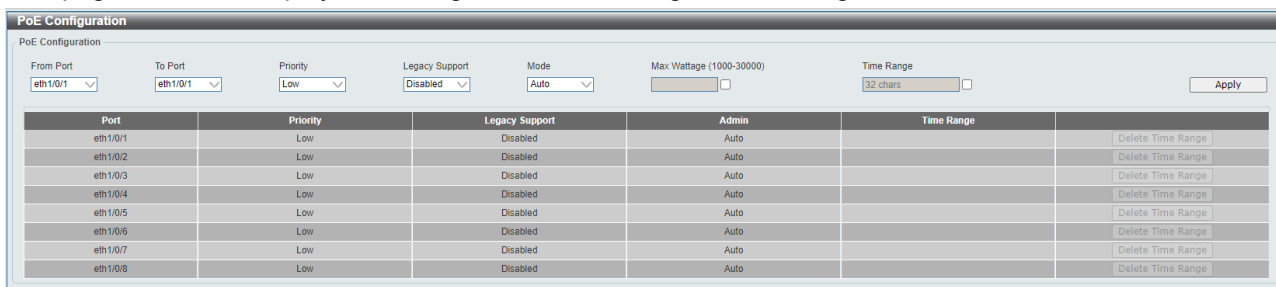 PoE Configuration
PoE Configuration
From Port To Port Priority Legacy Support Mode Max Wattage (1000-30000) Time Range
eth1/0/1 eth1/0/1 Low Disabled Auto 32 chars Apply
Port Priority Legacy Support Admin Time Range
eth1/0/1 Low Disabled Auto Delete Time Range
eth1/0/2 Low Disabled Auto Delete Time Range
eth1/0/3 Low Disabled Auto Delete Time Range
eth1/0/4 Low Disabled Auto Delete Time Range
eth1/0/5 Low Disabled Auto Delete Time Range
eth1/0/6 Low Disabled Auto Delete Time Range
eth1/0/7 Low Disabled Auto Delete Time Range
eth1/0/8 Low Disabled Auto Delete Time Range